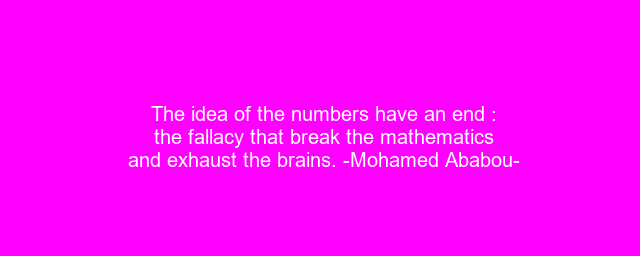 The idea of the numbers have an end :
the fallacy that break the mathematics
and exhaust the brains. -Mohamed Ababou-